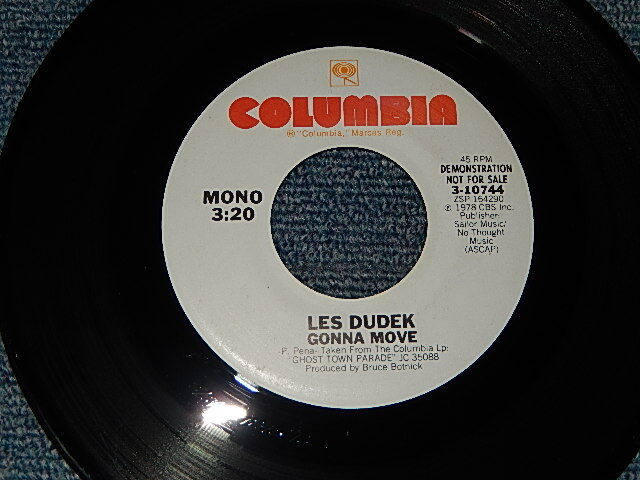 COLUMBIA
® "Columbia," Marcas Reg.
MONO
3:20
45 RPM
DEMONSTRATION
NOT FOR SALE
3-10744
ZSP 164290
℗ 1978 CBS Inc.
Publisher:
Sailor Music/
No Thought
Music
(ASCAP)
LES DUDEK
GONNA MOVE
P. Pena- Taken From The Columbia Lp:
"GHOST TOWN PARADE" JC 35088
Produced by Bruce Botnick